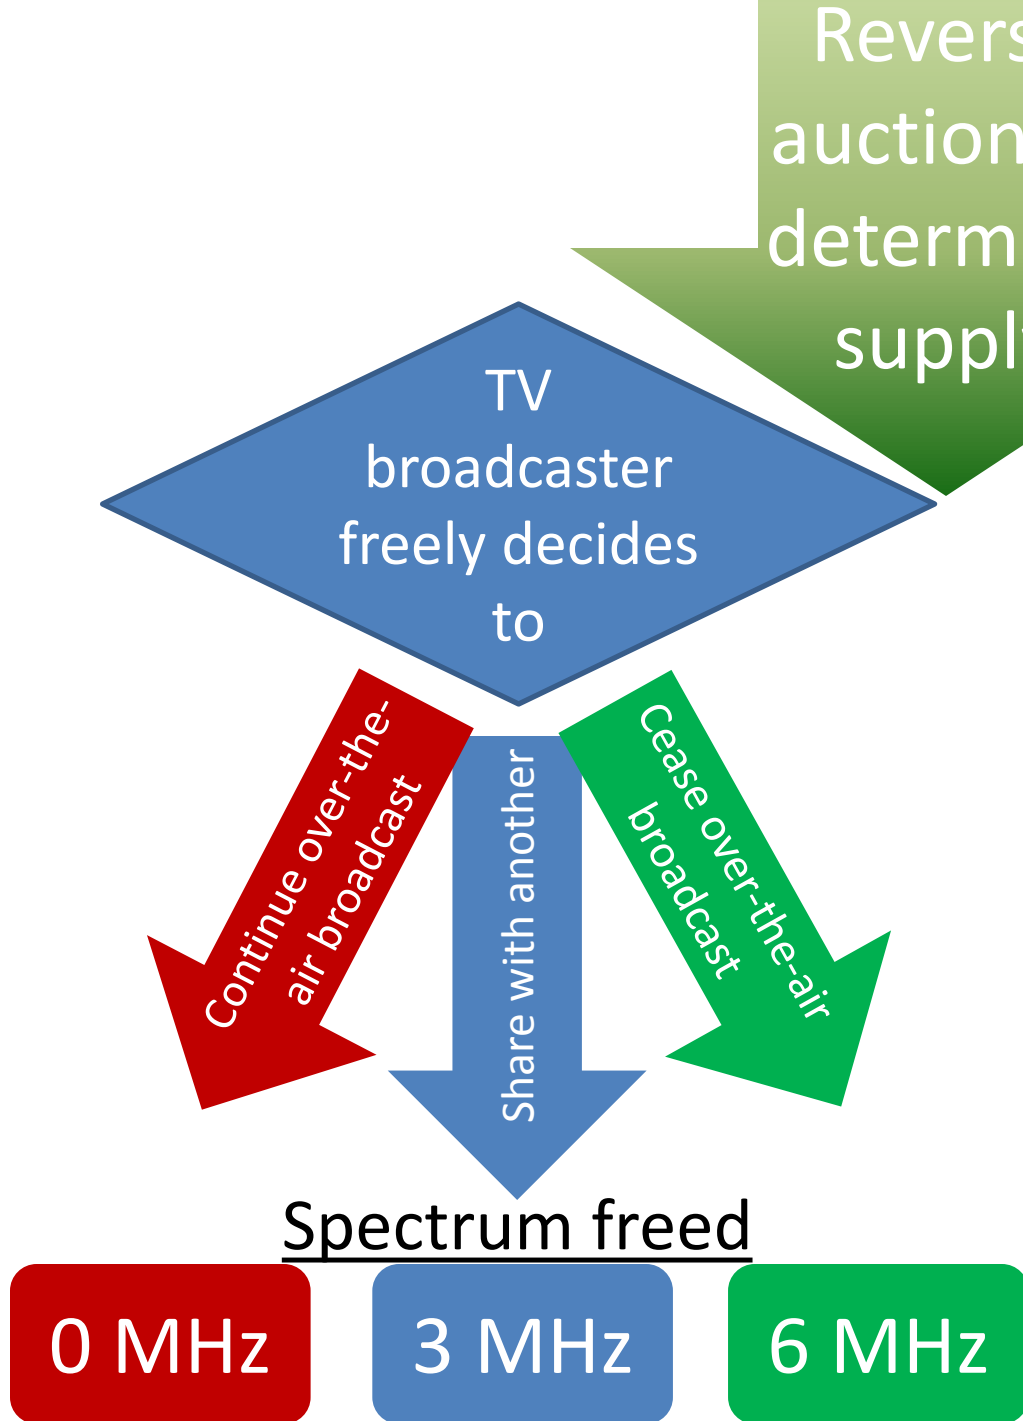 Revers
auction
determ
supply
TV
broadcaster
freely decides
to
Continue over-the-
air broadcast
Share with another
Cease over-the-air
broadcast
Spectrum freed
0 MHz
3 MHz
6 MHz